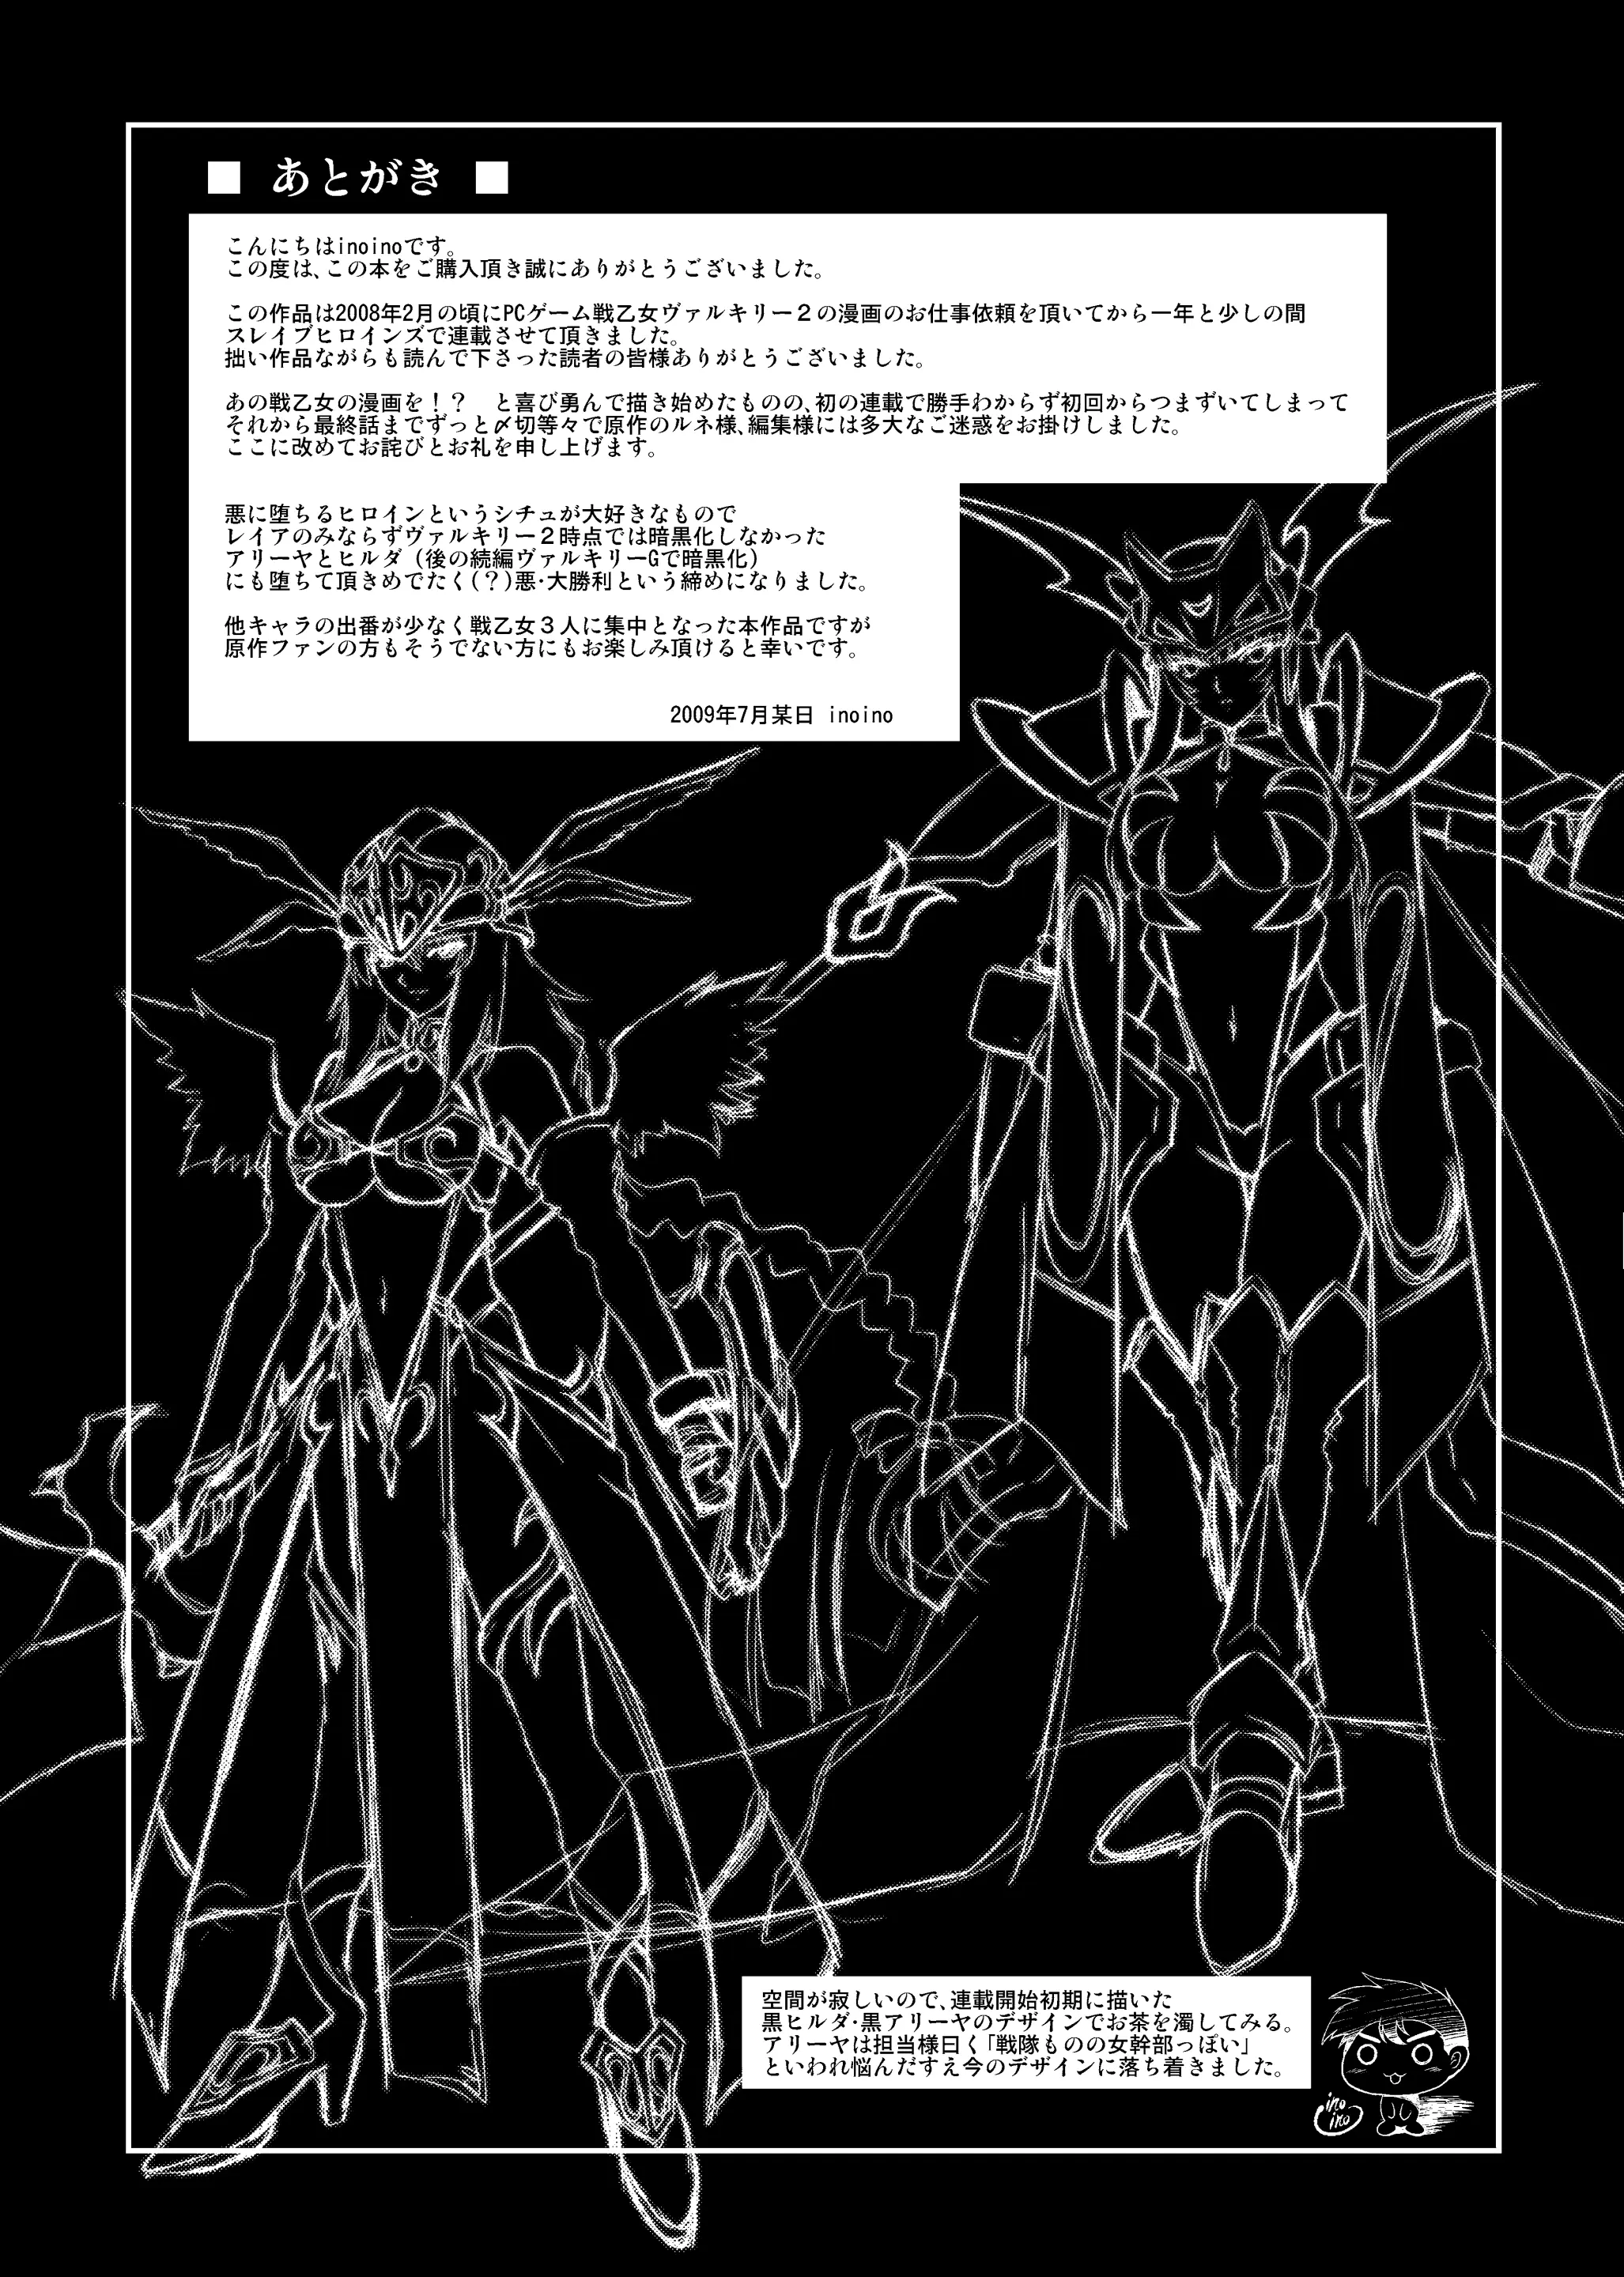 ■ あとがき ■
こんにちはinoinoです。
この度は、この本をご購入頂き誠にありがとうございました。
この作品は2008年2月の頃にPCゲーム戦乙女ヴァルキリー２の漫画のお仕事依頼を頂いてから一年と少しの間
スレイブヒロインズで連載させて頂きました。
拙い作品ながらも読んで下さった読者の皆様ありがとうございました。
あの戦乙女の漫画を！？　と喜び勇んで描き始めたものの、初の連載で勝手わからず初回からつまずいてしまって
それから最終話までずっと〆切等々で原作のルネ様、編集様には多大なご迷惑をお掛けしました。
ここに改めてお詫びとお礼を申し上げます。
悪に堕ちるヒロインというシチュが大好きなもので
レイアのみならずヴァルキリー２時点では暗黒化しなかった
アリーヤとヒルダ（後の続編ヴァルキリーGで暗黒化）
にも堕ちて頂きめでたく(？)悪・大勝利という締めになりました。
他キャラの出番が少なく戦乙女３人に集中となった本作品ですが
原作ファンの方もそうでない方にもお楽しみ頂けると幸いです。
2009年7月某日 inoino
空間が寂しいので、連載開始初期に描いた
黒ヒルダ・黒アリーヤのデザインでお茶を濁してみる。
アリーヤは担当様曰く「戦隊ものの女幹部っぽい」
といわれ悩んだすえ今のデザインに落ち着きました。
ino
ino